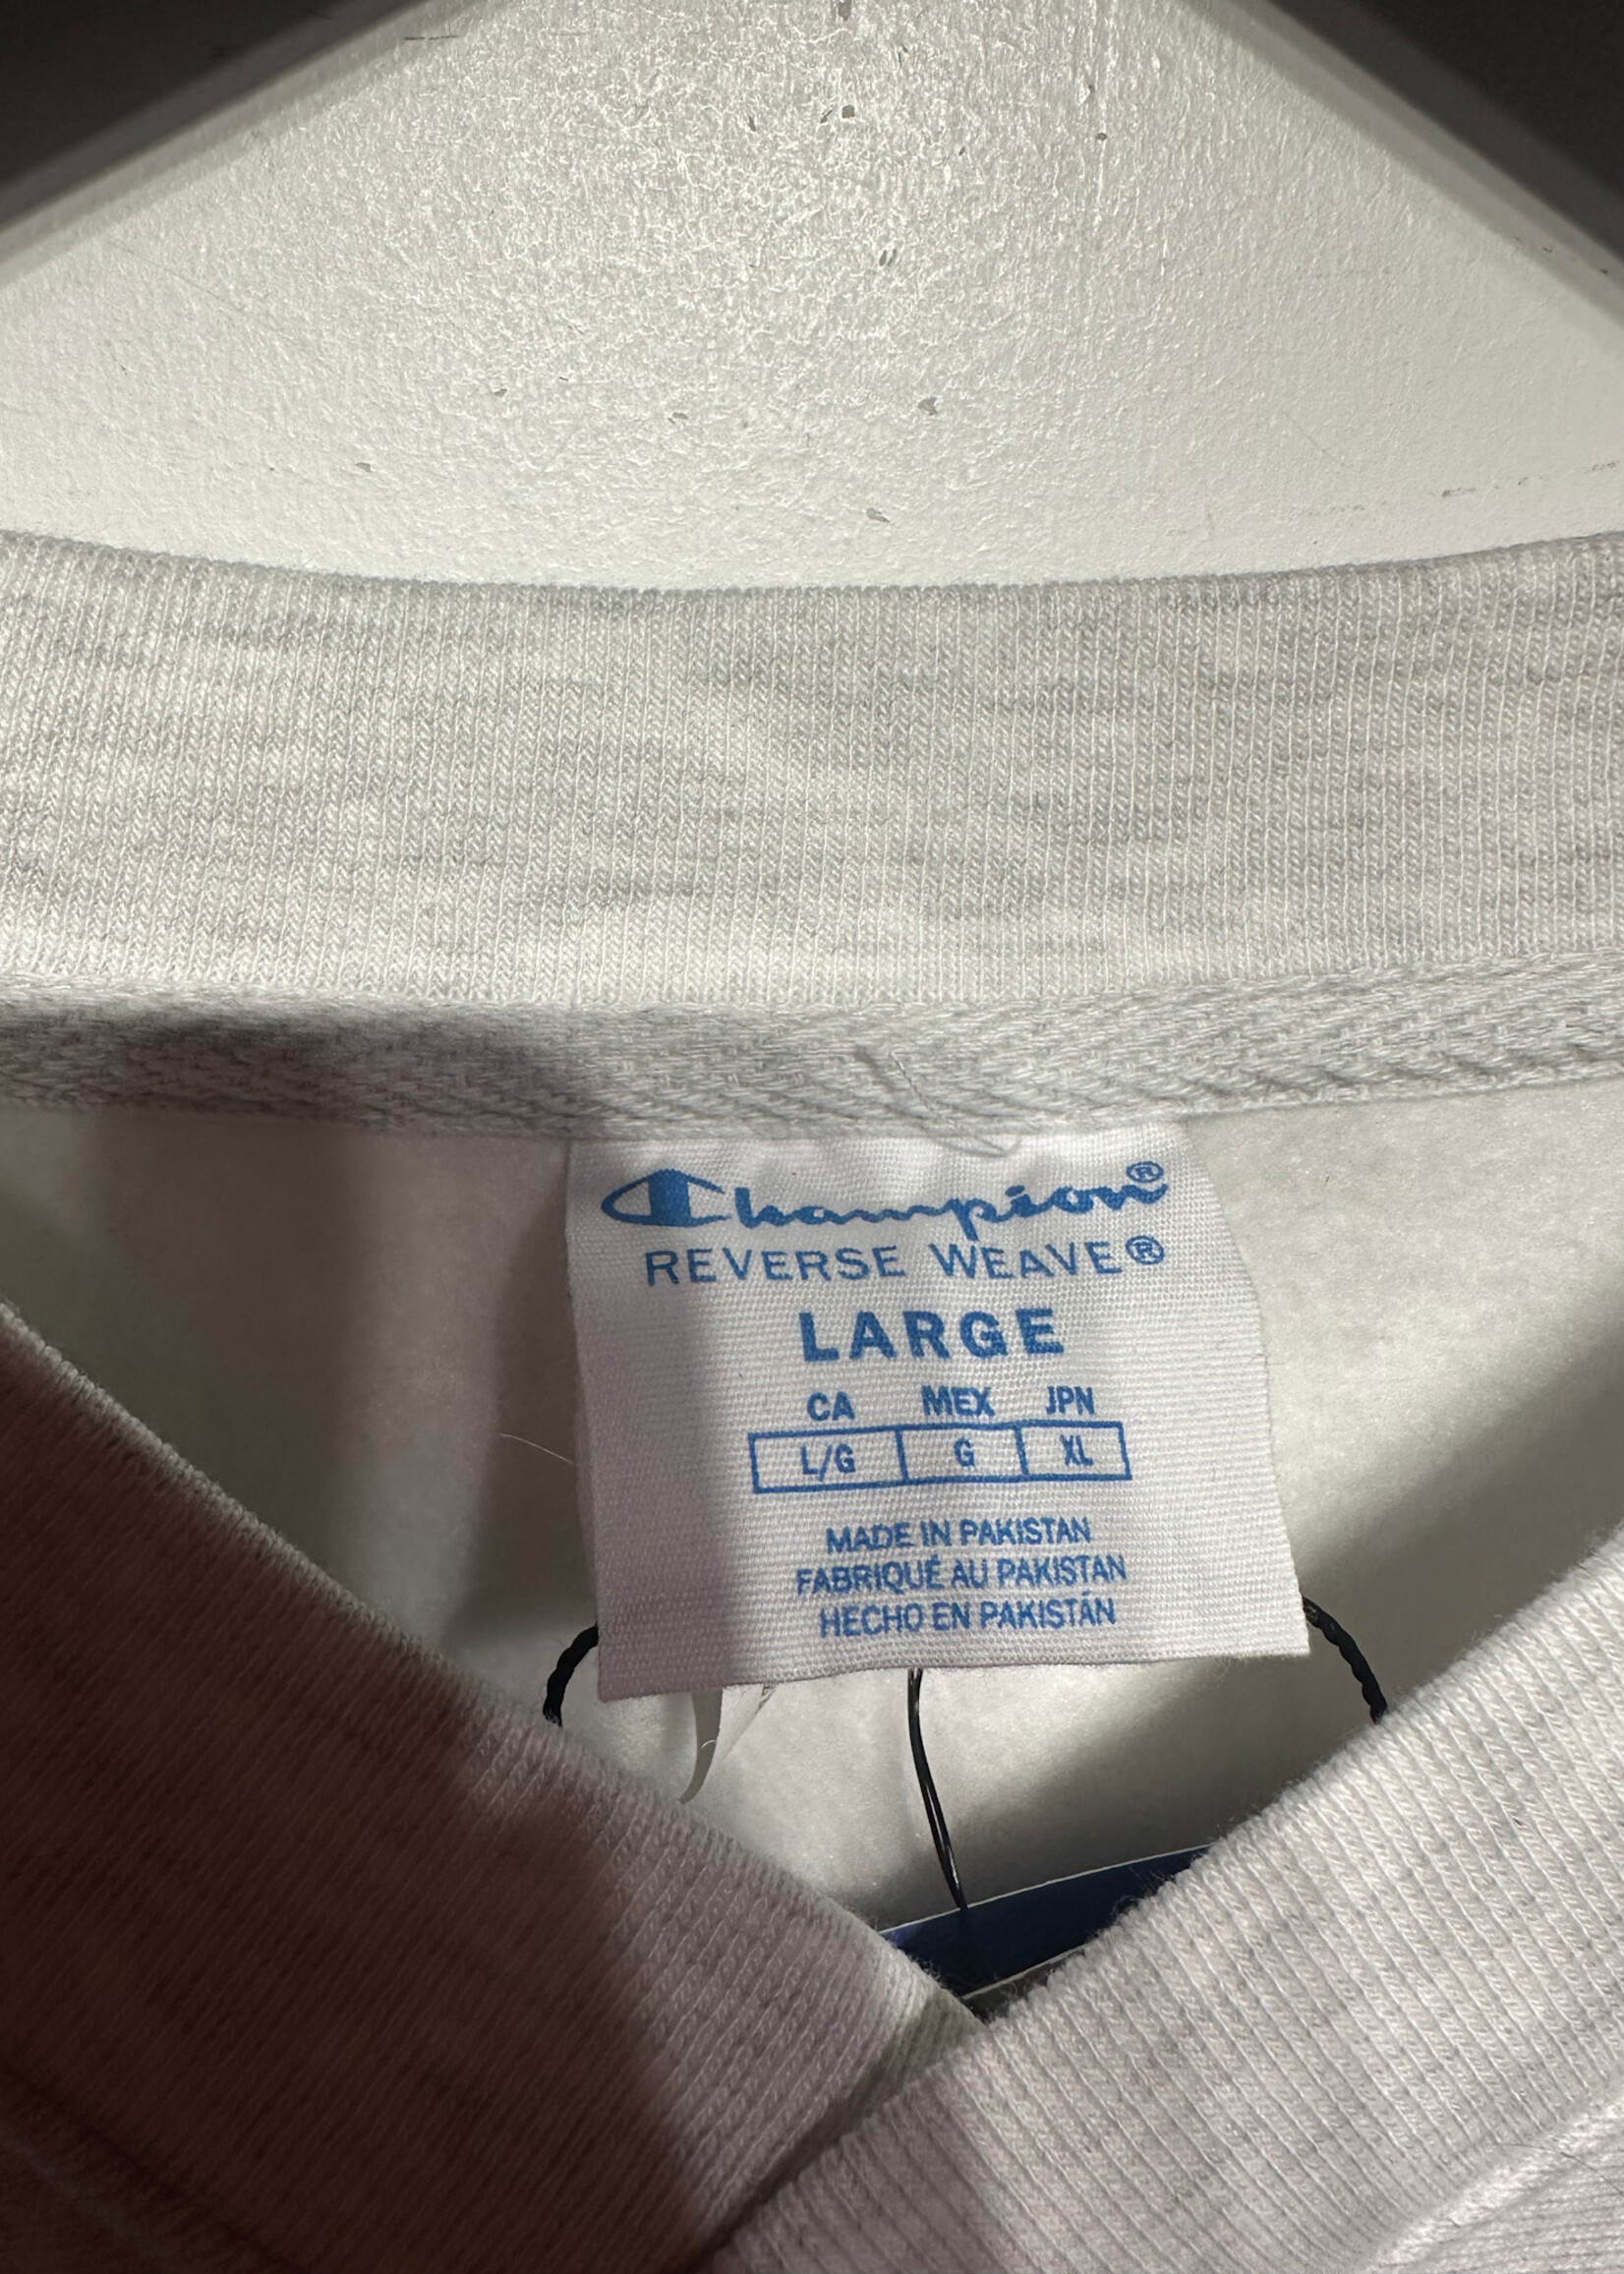 Champion®
REVERSE WEAVE®
LARGE
CA MEX JPN
L/G G XL
MADE IN PAKISTAN
FABRIQUÉ AU PAKISTAN
HECHO EN PAKISTÁN